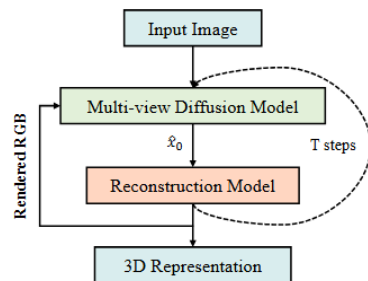 Input Image
Multi-view Diffusion Model
x̂₀
T steps
Rendered RGB
Reconstruction Model
3D Representation